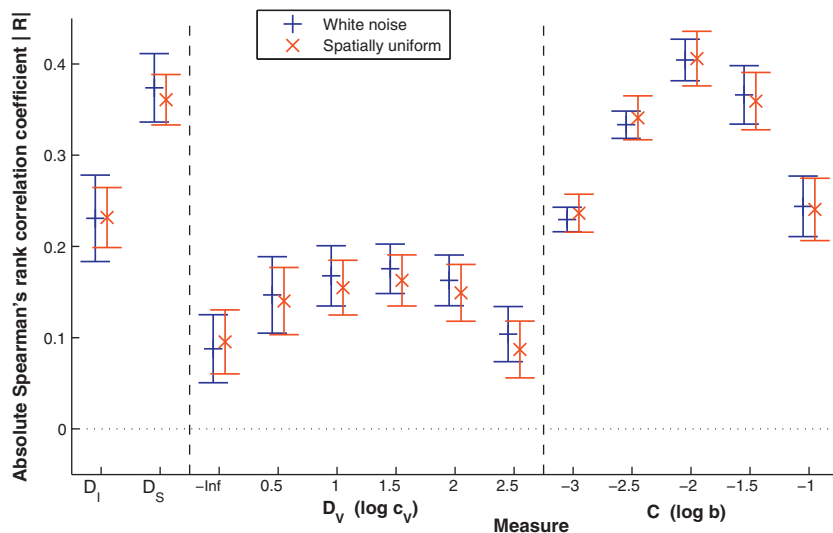 White noise
Spatially uniform
Absolute Spearman's rank correlation coefficient | R|
0.4
0.3
0.2
0.1
0
D_I D_S −Inf 0.5 1 1.5 2 2.5 −3 −2.5 −2 −1.5 −1
D_V (log c_V) C (log b)
Measure